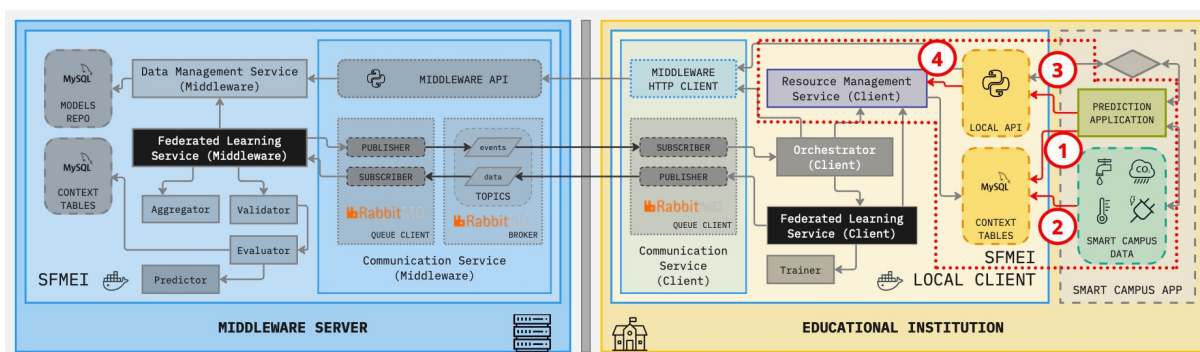 MySQL
MODELS
REPO
Data Management Service
(Middleware)
MIDDLEWARE API
Federated Learning
Service (Middleware)
MySQL
CONTEXT
TABLES
Aggregator
Validator
Evaluator
Predictor
SFMEI
PUBLISHER
SUBSCRIBER
RabbitMQ
QUEUE CLIENT
events
data
TOPICS
RabbitMQ
BROKER
Communication Service
(Middleware)
MIDDLEWARE SERVER
MIDDLEWARE
HTTP CLIENT
SUBSCRIBER
PUBLISHER
RabbitMQ
QUEUE CLIENT
Communication
Service
(Client)
Resource Management
Service (Client)
Orchestrator
(Client)
Federated Learning
Service (Client)
Trainer
4
LOCAL API
MySQL
CONTEXT
TABLES
SFMEI
LOCAL CLIENT
3
PREDICTION
APPLICATION
1
2
CO2
SMART CAMPUS
DATA
SMART CAMPUS APP
EDUCATIONAL INSTITUTION